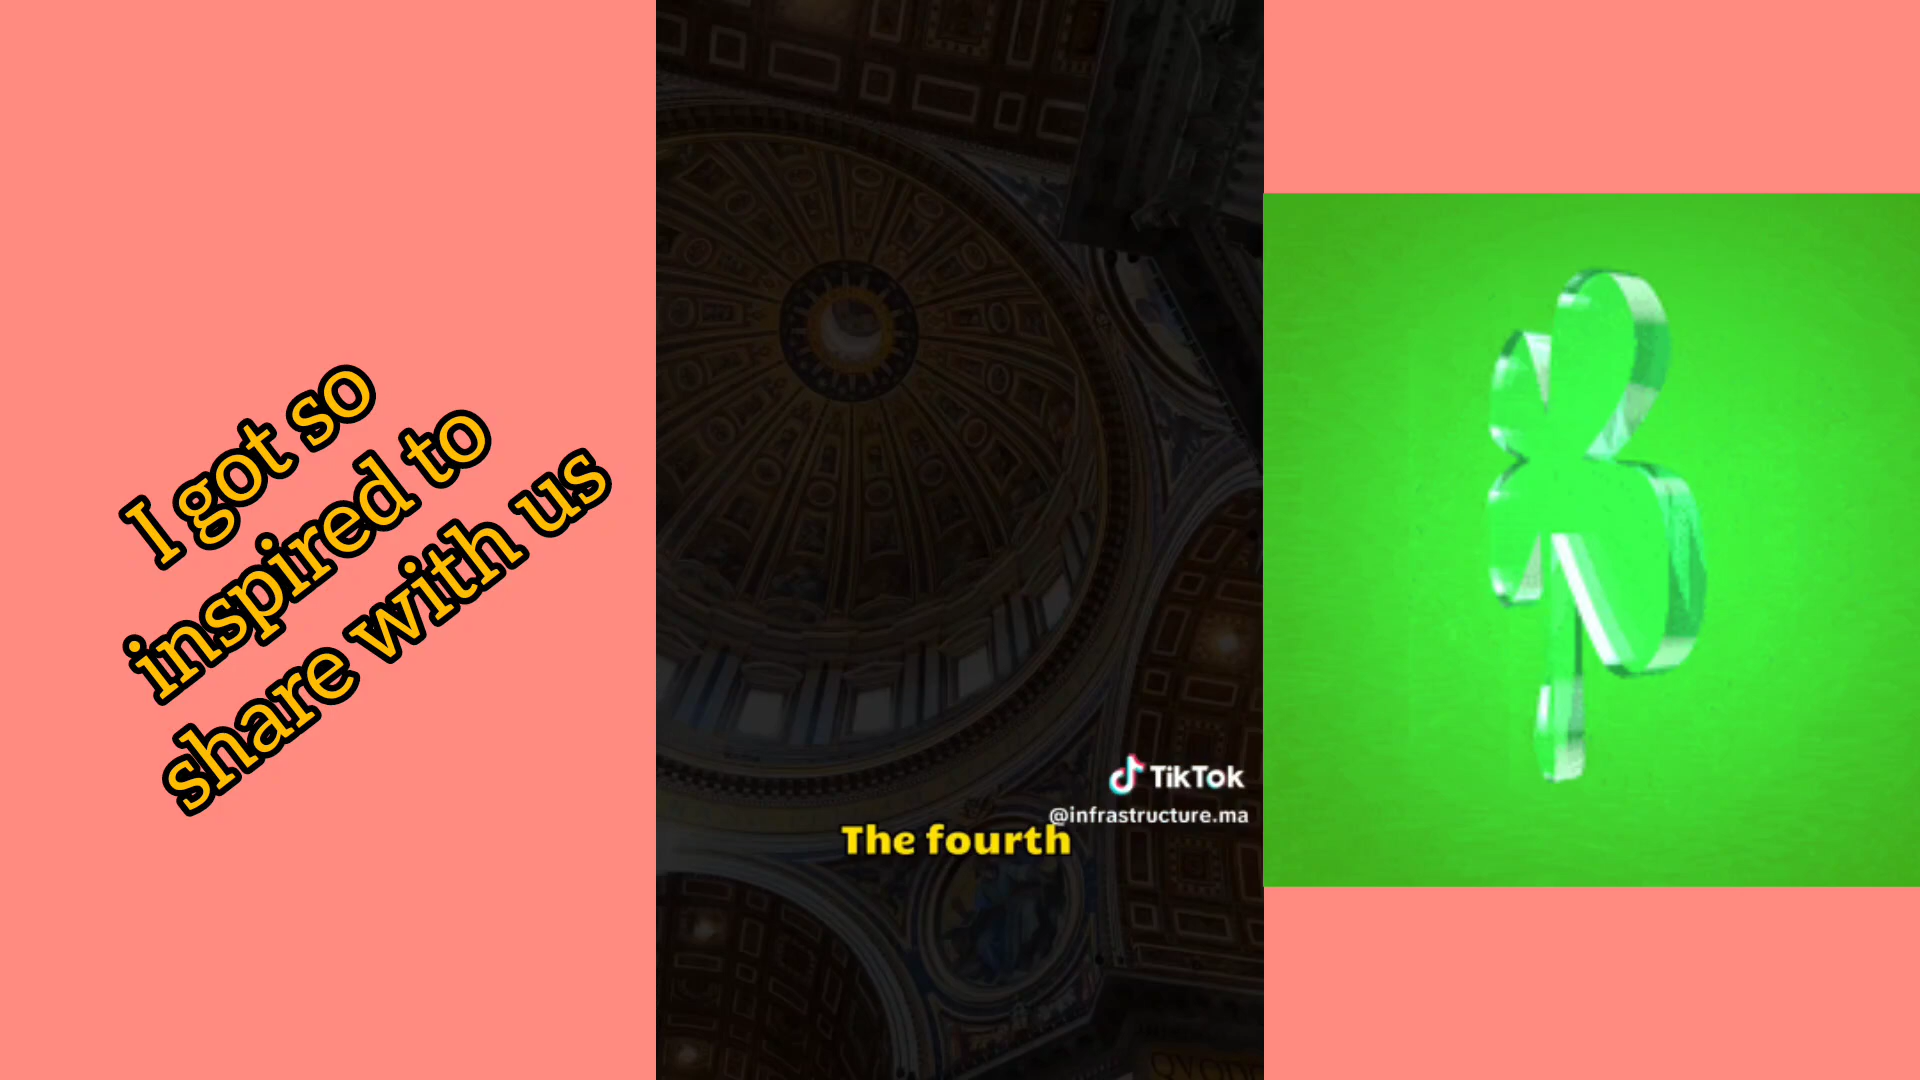 I got so
inspired to
share with us
TikTok
@infrastructure.ma
The fourth